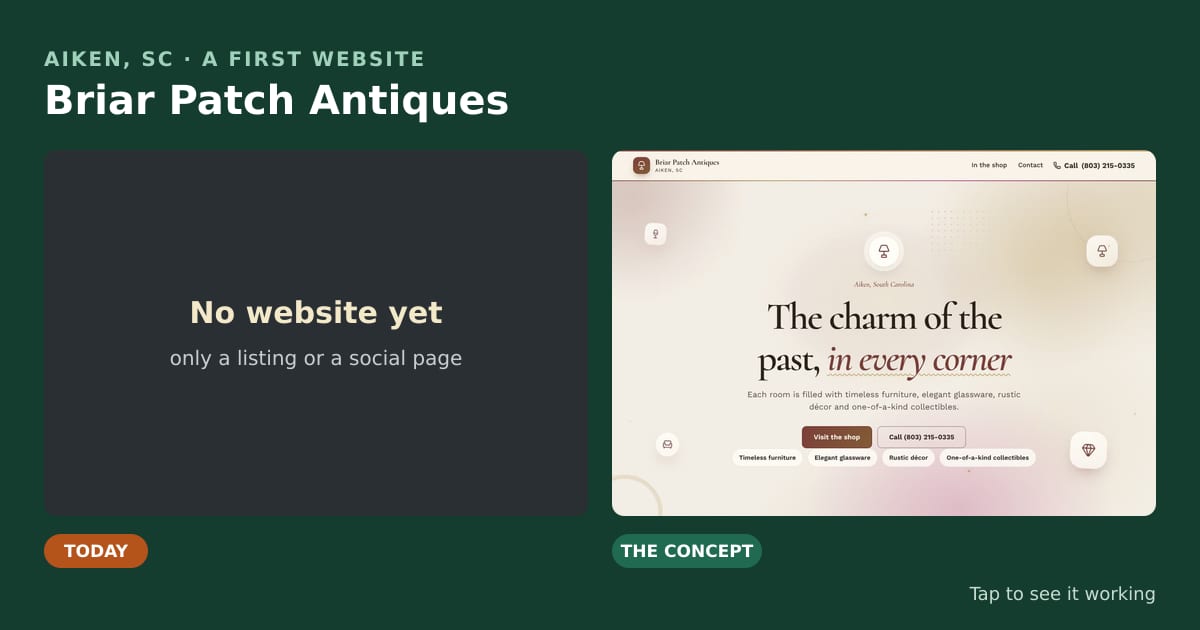 AIKEN, SC · A FIRST WEBSITE
Briar Patch Antiques
No website yet
only a listing or a social page
Briar Patch Antiques
AIKEN, SC
In the shop
Contact
Call (803) 215-0335
Aiken, South Carolina
The charm of the
past, in every corner
Each room is filled with timeless furniture, elegant glassware, rustic
décor and one-of-a-kind collectibles.
Visit the shop
Call (803) 215-0335
Timeless furniture
Elegant glassware
Rustic décor
One-of-a-kind collectibles
TODAY
THE CONCEPT
Tap to see it working